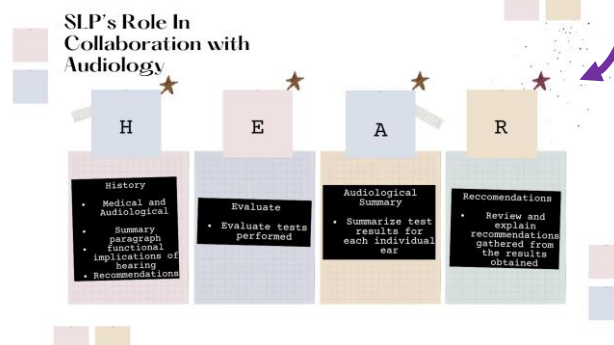 SLP's Role In
Collaboration with
Audiology
H
E
A
R
History
• Medical and
Audiological
• Summary
paragraph
• functional
implications of
hearing
• Recommendations
Evaluate
• Evaluate tests
performed
Audiological
Summary
• Summarize test
results for
each individual
ear
Reccomendations
• Review and
explain
recommendations
gathered from
the results
obtained